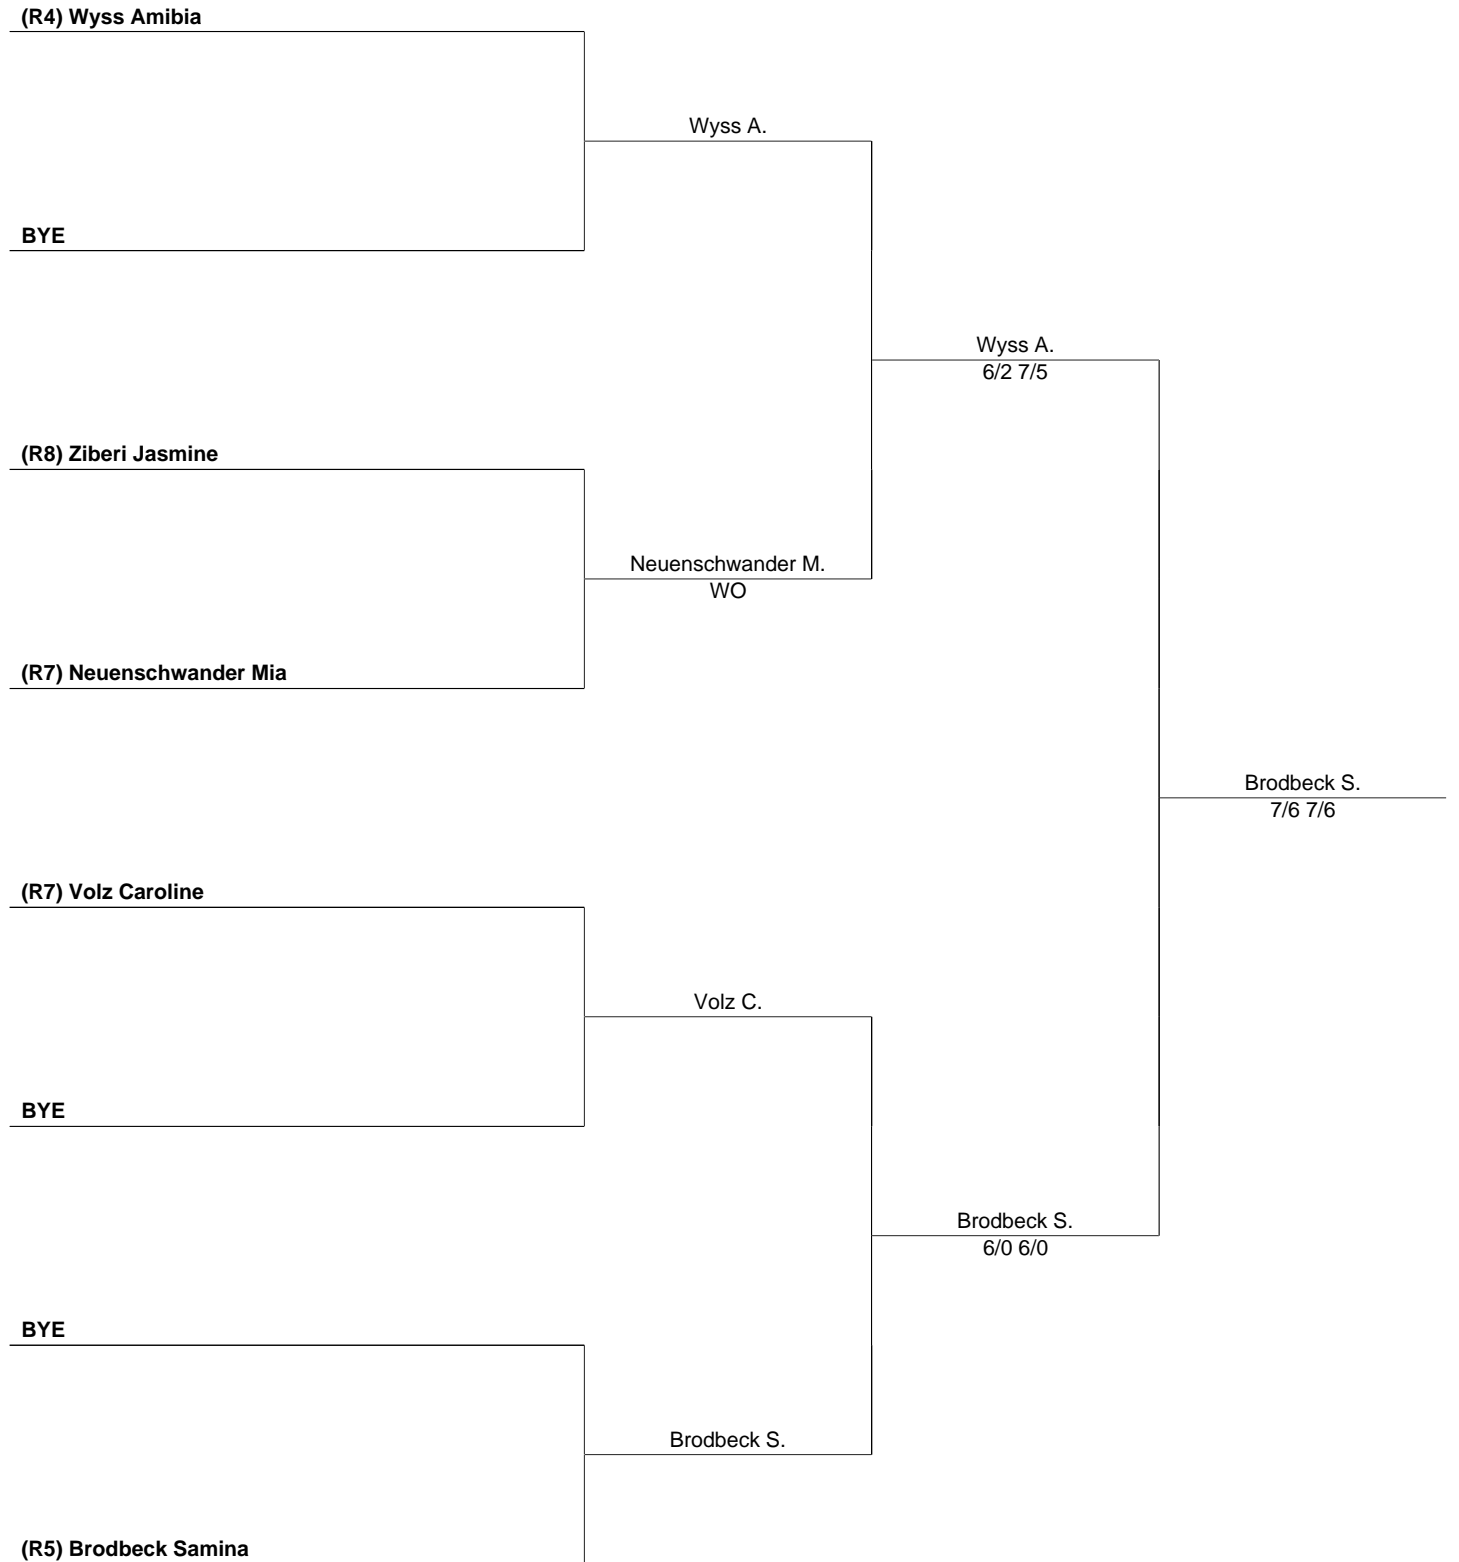 (R4) Wyss Amibia
Wyss A.
BYE
Wyss A.
6/2 7/5
(R8) Ziberi Jasmine
Neuenschwander M.
WO
(R7) Neuenschwander Mia
Brodbeck S.
7/6 7/6
(R7) Volz Caroline
Volz C.
BYE
Brodbeck S.
6/0 6/0
BYE
Brodbeck S.
(R5) Brodbeck Samina